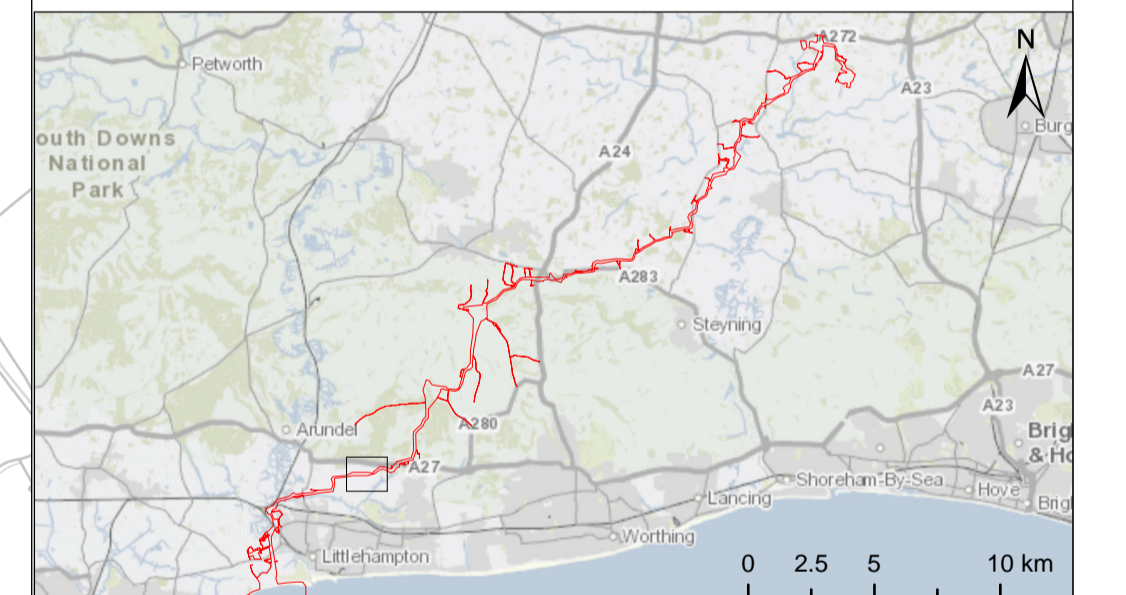 A272
N
Petworth
A23
Burg
outh Downs
National
Park
A24
A283
Steyning
A27
A23
Arundel
A280
Brig
& Ho
A27
Shoreham-By-Sea
Hove
Lancing
Brig
Worthing
Littlehampton
0 2.5 5 10 km